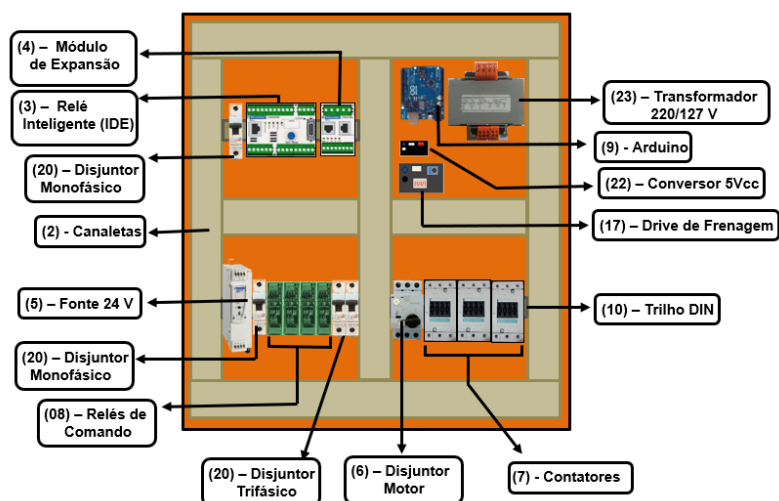 (4) – Módulo
de Expansão
(3) – Relé
Inteligente (IDE)
(20) – Disjuntor
Monofásico
(2) - Canaletas
(5) – Fonte 24 V
(20) – Disjuntor
Monofásico
(08) – Relés de
Comando
(20) – Disjuntor
Trifásico
(6) – Disjuntor
Motor
(7) - Contatores
(23) – Transformador
220/127 V
(9) - Arduino
(22) – Conversor 5Vcc
(17) – Drive de Frenagem
(10) – Trilho DIN